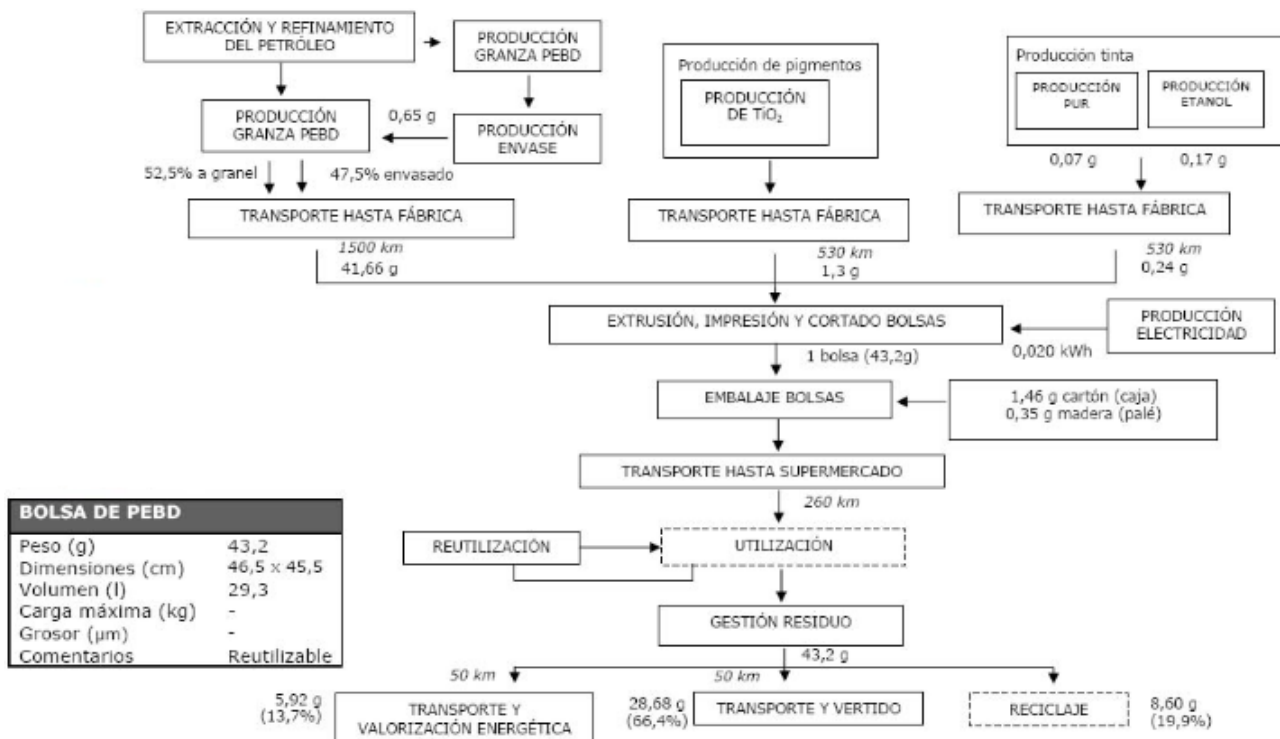 EXTRACCIÓN Y REFINAMIENTO
DEL PETRÓLEO
PRODUCCIÓN
GRANZA PEBD
PRODUCCIÓN
GRANZA PEBD
0,65 g
PRODUCCIÓN
ENVASE
52,5% a granel
47,5% envasado
TRANSPORTE HASTA FÁBRICA
1500 km
41,66 g
Producción de pigmentos
PRODUCCIÓN
DE TiO₂
TRANSPORTE HASTA FÁBRICA
530 km
1,3 g
Producción tinta
PRODUCCIÓN
PUR
PRODUCCIÓN
ETANOL
0,07 g
0,17 g
TRANSPORTE HASTA FÁBRICA
530 km
0,24 g
EXTRUSIÓN, IMPRESIÓN Y CORTADO BOLSAS
PRODUCCIÓN
ELECTRICIDAD
0,020 kWh
1 bolsa (43,2g)
EMBALAJE BOLSAS
1,46 g cartón (caja)
0,35 g madera (palé)
TRANSPORTE HASTA SUPERMERCADO
260 km
REUTILIZACIÓN
UTILIZACIÓN
GESTIÓN RESIDUO
43,2 g
BOLSA DE PEBD
Peso (g) 43,2
Dimensiones (cm) 46,5 x 45,5
Volumen (l) 29,3
Carga máxima (kg) -
Grosor (µm) -
Comentarios Reutilizable
50 km
50 km
5,92 g
(13,7%)
TRANSPORTE Y
VALORIZACIÓN ENERGÉTICA
28,68 g
(66,4%)
TRANSPORTE Y VERTIDO
RECICLAJE
8,60 g
(19,9%)